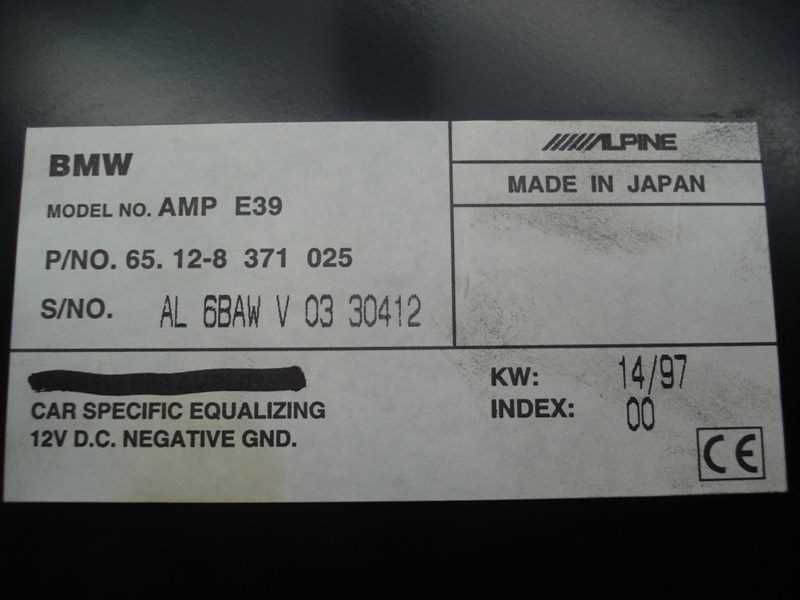 BMW
MODEL NO. AMP E39
P/NO. 65. 12-8 371 025
S/NO. AL 6BAW V 03 30412
ALPINE
MADE IN JAPAN
CAR SPECIFIC EQUALIZING
12V D.C. NEGATIVE GND.
KW: 14/97
INDEX: 00
CE